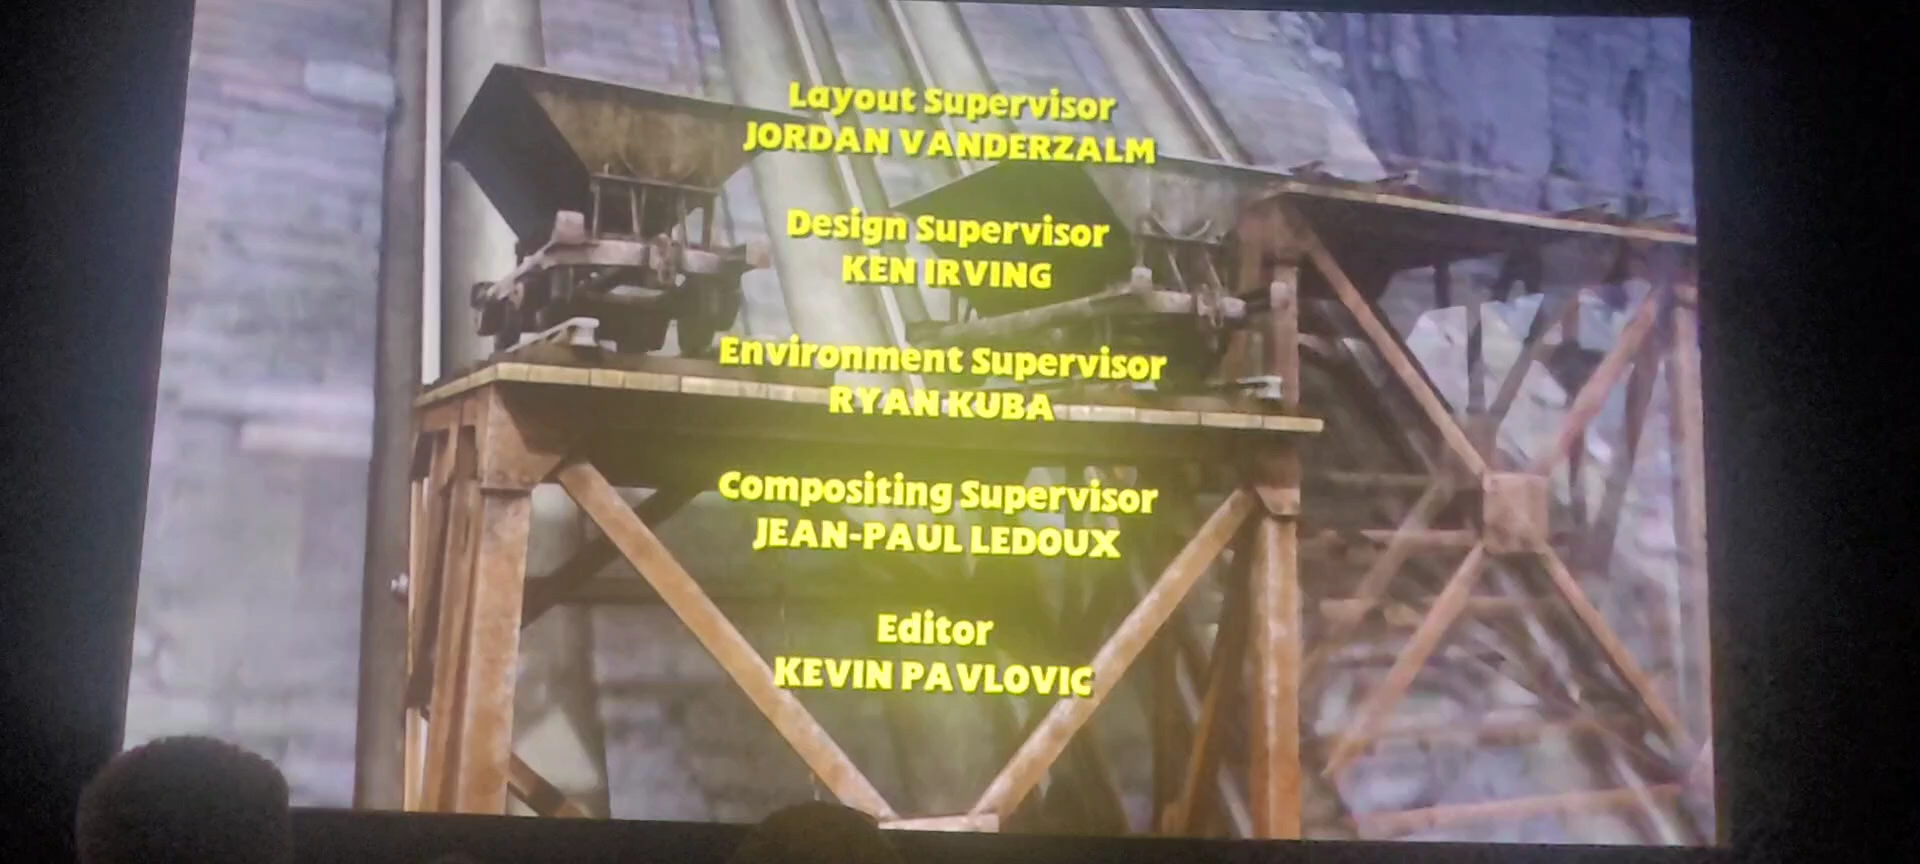 Layout Supervisor
JORDAN VANDERZALM
Design Supervisor
KEN IRVING
Environment Supervisor
RYAN KUBA
Compositing Supervisor
JEAN-PAUL LEDOUX
Editor
KEVIN PAVLOVIC